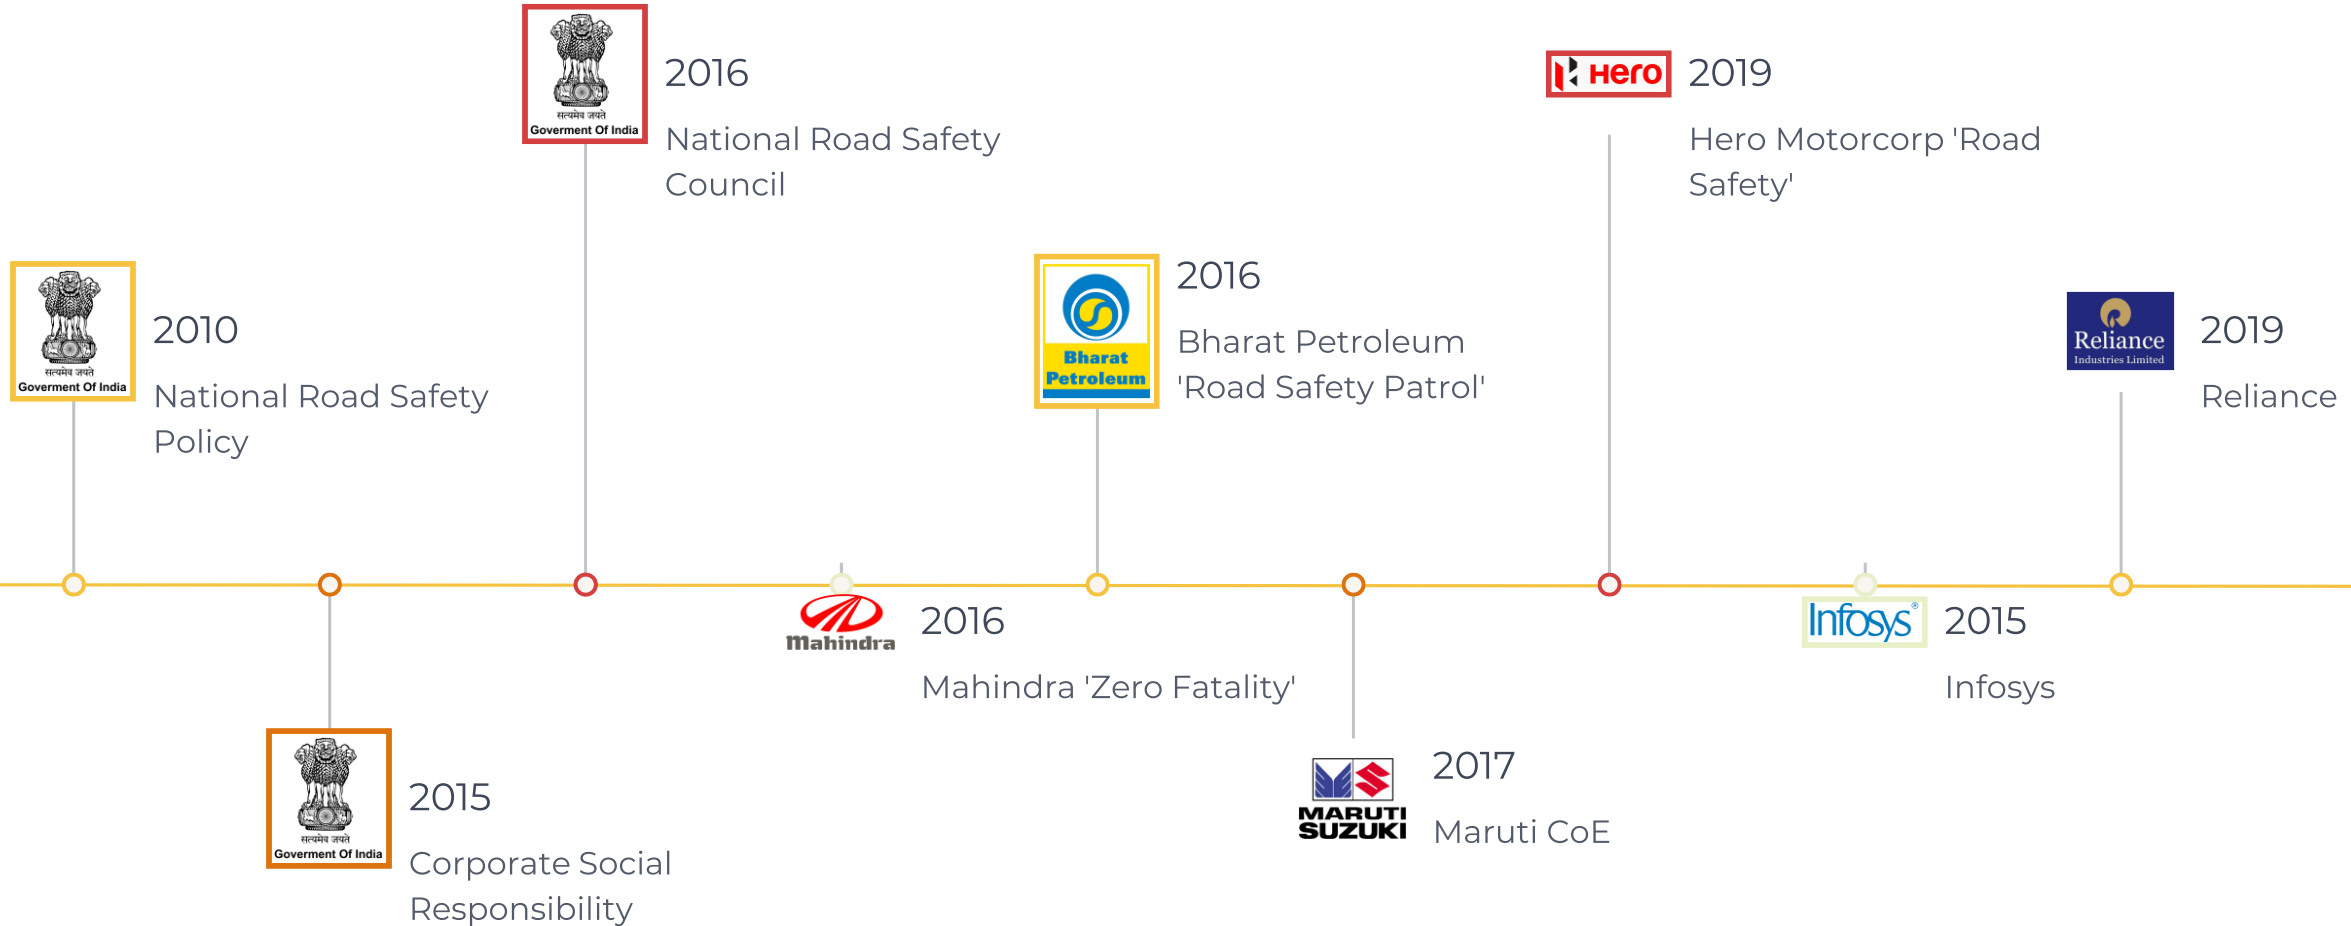 सत्यमेव जयते
Goverment Of India
2010
National Road Safety
Policy
सत्यमेव जयते
Goverment Of India
2015
Corporate Social
Responsibility
सत्यमेव जयते
Goverment Of India
2016
National Road Safety
Council
Mahindra
2016
Mahindra 'Zero Fatality'
Bharat
Petroleum
2016
Bharat Petroleum
'Road Safety Patrol'
MARUTI
SUZUKI
2017
Maruti CoE
Hero
2019
Hero Motorcorp 'Road
Safety'
Infosys®
2015
Infosys
Reliance
Industries Limited
2019
Reliance